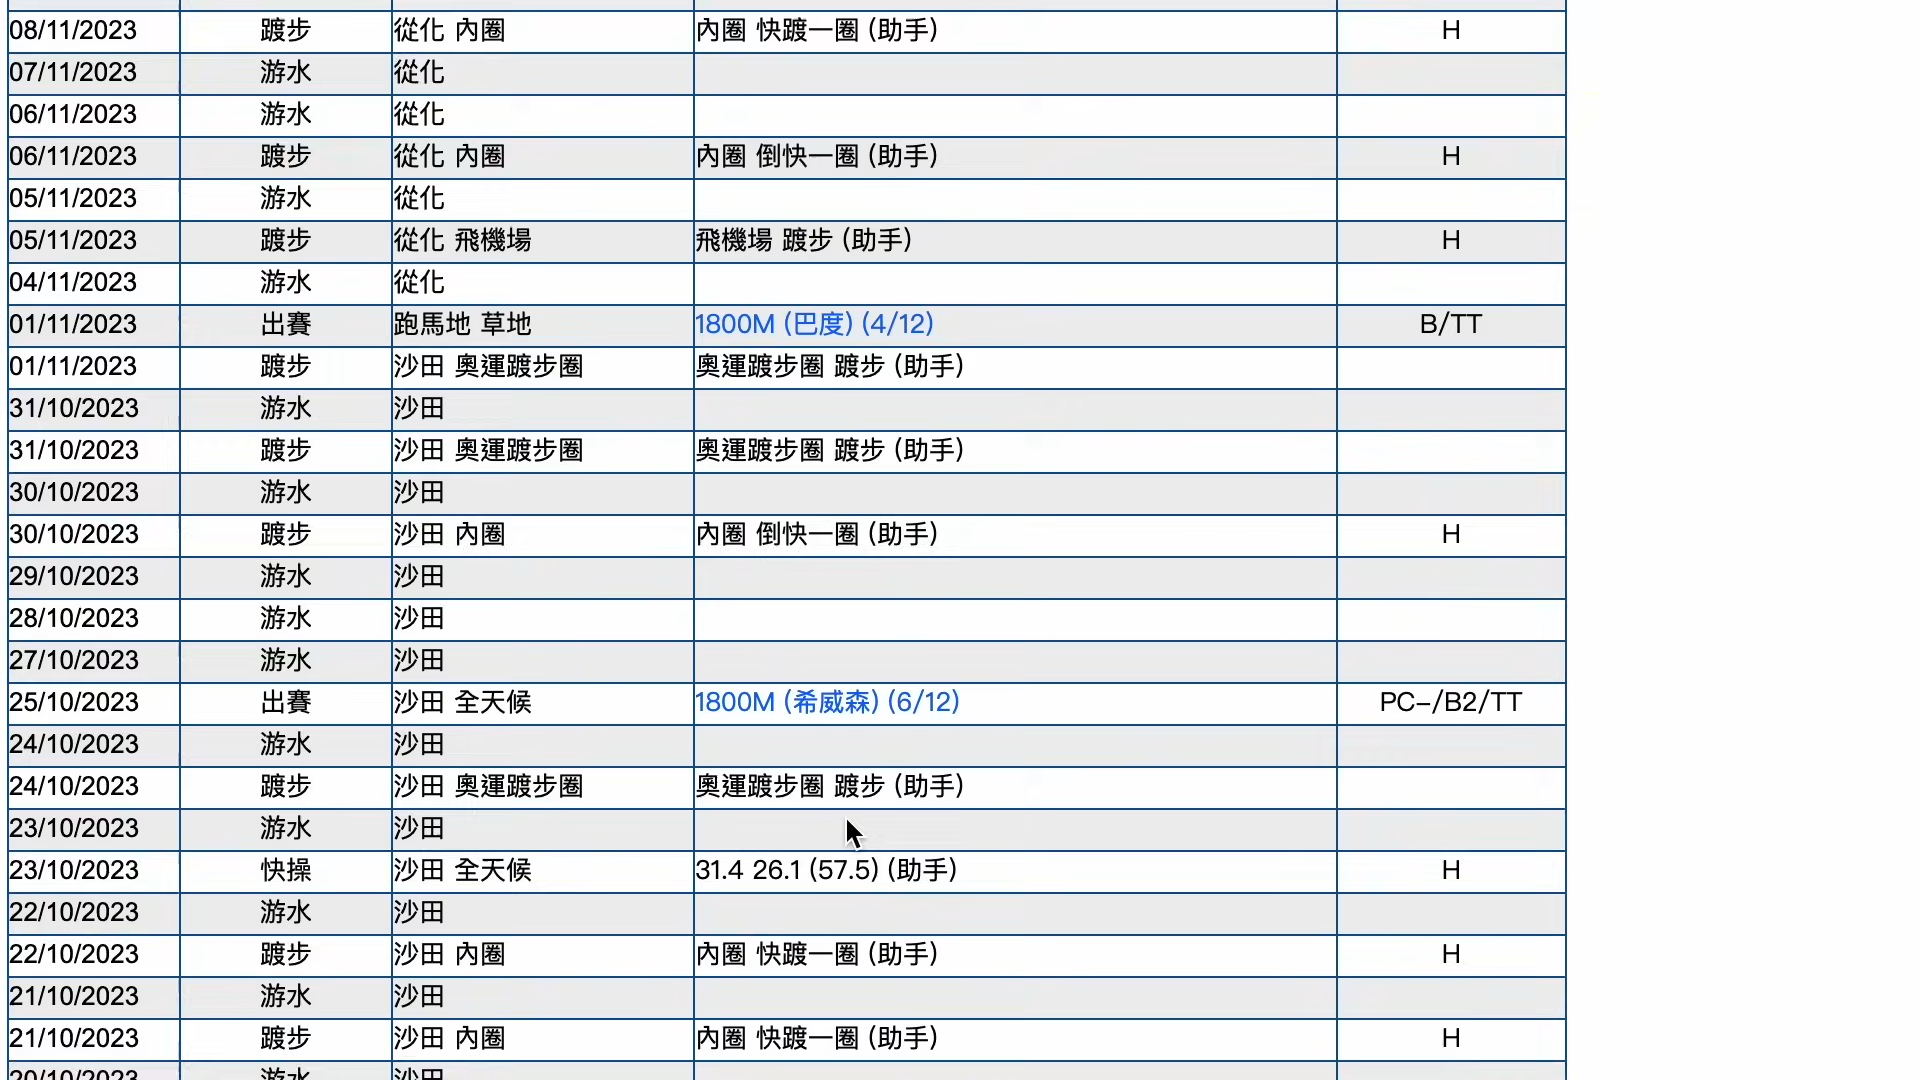 08/11/2023 踱步 從化 內圈 內圈 快踱一圈 (助手) H
07/11/2023 游水 從化
06/11/2023 游水 從化
06/11/2023 踱步 從化 內圈 內圈 倒快一圈 (助手) H
05/11/2023 游水 從化
05/11/2023 踱步 從化 飛機場 飛機場 踱步 (助手) H
04/11/2023 游水 從化
01/11/2023 出賽 跑馬地 草地 1800M (巴度) (4/12) B/TT
01/11/2023 踱步 沙田 奧運踱步圈 奧運踱步圈 踱步 (助手)
31/10/2023 游水 沙田
31/10/2023 踱步 沙田 奧運踱步圈 奧運踱步圈 踱步 (助手)
30/10/2023 游水 沙田
30/10/2023 踱步 沙田 內圈 內圈 倒快一圈 (助手) H
29/10/2023 游水 沙田
28/10/2023 游水 沙田
27/10/2023 游水 沙田
25/10/2023 出賽 沙田 全天候 1800M (希威森) (6/12) PC-/B2/TT
24/10/2023 游水 沙田
24/10/2023 踱步 沙田 奧運踱步圈 奧運踱步圈 踱步 (助手)
23/10/2023 游水 沙田
23/10/2023 快操 沙田 全天候 31.4 26.1 (57.5) (助手) H
22/10/2023 游水 沙田
22/10/2023 踱步 沙田 內圈 內圈 快踱一圈 (助手) H
21/10/2023 游水 沙田
21/10/2023 踱步 沙田 內圈 內圈 快踱一圈 (助手) H
20/10/2023 游水 沙田